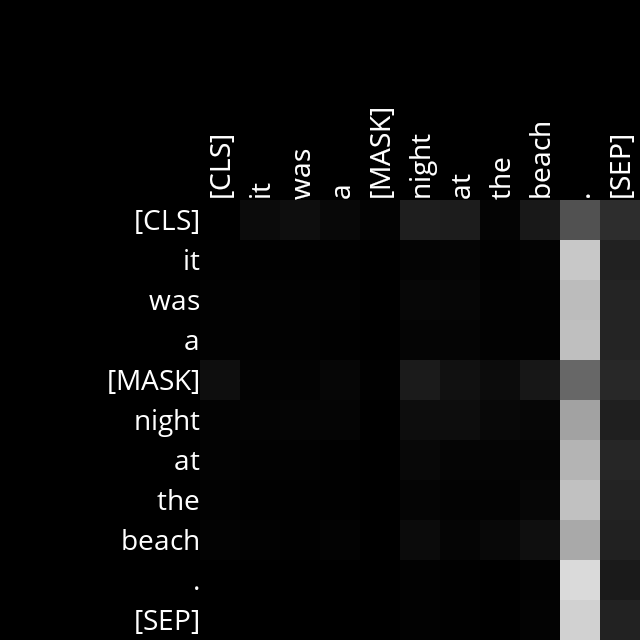 [CLS] it was a [MASK] night at the beach . [SEP]
[CLS]
it
was
a
[MASK]
night
at
the
beach
.
[SEP]